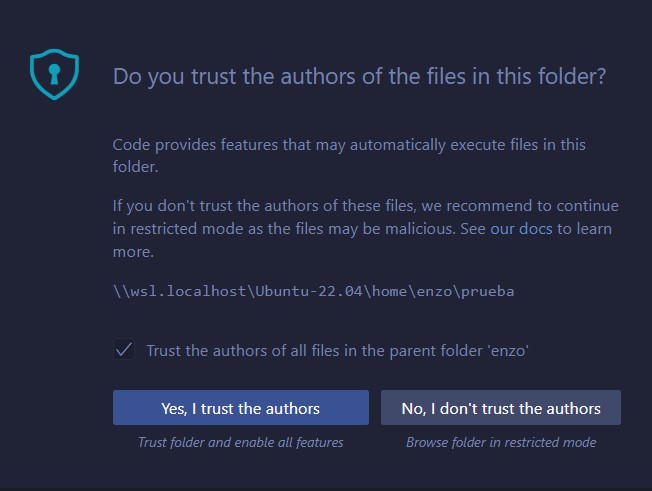 Do you trust the authors of the files in this folder?
Code provides features that may automatically execute files in this
folder.
If you don't trust the authors of these files, we recommend to continue
in restricted mode as the files may be malicious. See our docs to learn
more.
\\wsl.localhost\Ubuntu-22.04\home\enzo\prueba
Trust the authors of all files in the parent folder 'enzo'
Yes, I trust the authors
No, I don't trust the authors
Trust folder and enable all features
Browse folder in restricted mode